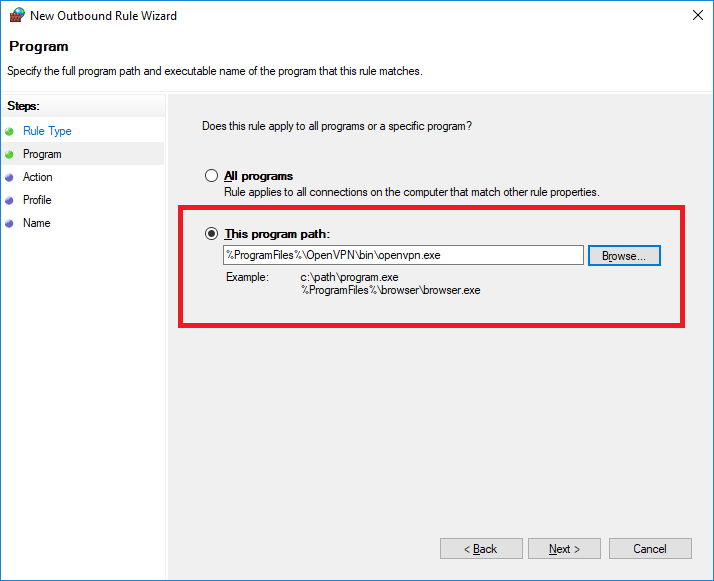 New Outbound Rule Wizard
Program
Specify the full program path and executable name of the program that this rule matches.
Steps:
Rule Type
Program
Action
Profile
Name
Does this rule apply to all programs or a specific program?
All programs
Rule applies to all connections on the computer that match other rule properties.
This program path:
%ProgramFiles%\OpenVPN\bin\openvpn.exe
Browse...
Example:
c:\path\program.exe
%ProgramFiles%\browser\browser.exe
< Back
Next >
Cancel